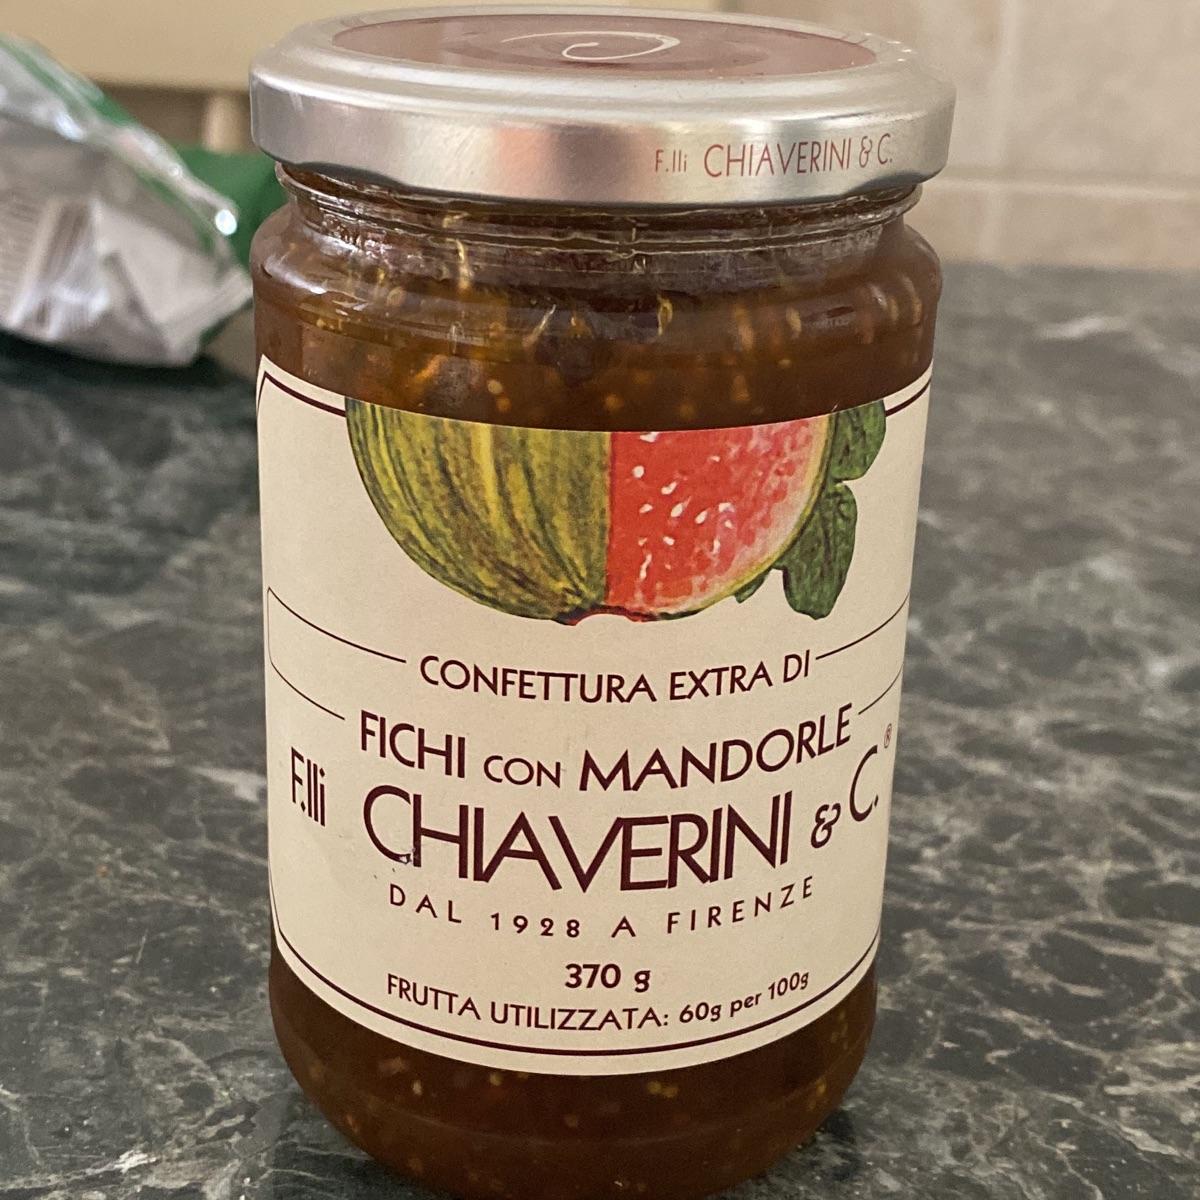 F.lli CHIAVERINI & C.
CONFETTURA EXTRA DI
FICHI CON MANDORLE
F.lli CHIAVERINI & C.®
DAL 1928 A FIRENZE
370 g
FRUTTA UTILIZZATA: 60g per 100g